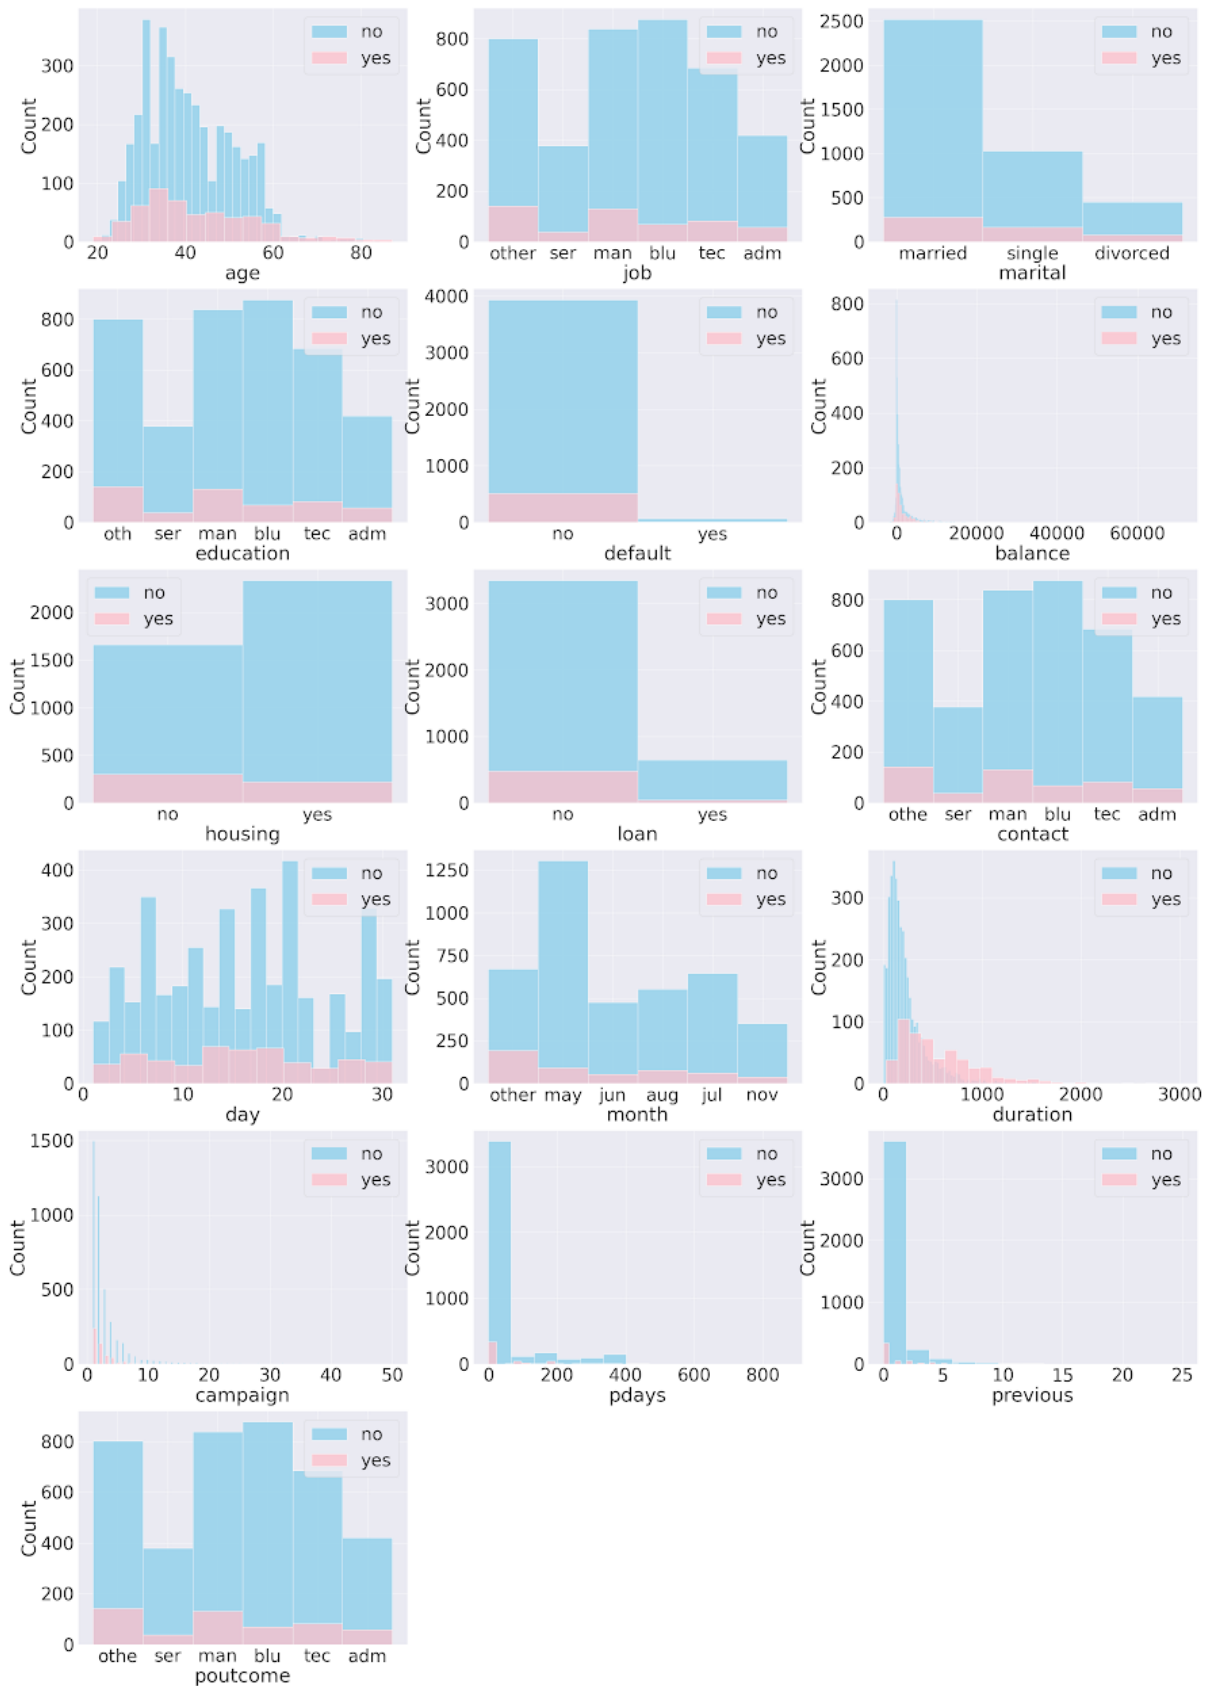 no
yes
Count
300
200
100
0
20 40 60 80
age
no
yes
Count
800
600
400
200
0
other ser man blu tec adm
job
no
yes
Count
2500
2000
1500
1000
500
0
married single divorced
marital
no
yes
Count
800
600
400
200
0
oth ser man blu tec adm
education
no
yes
Count
4000
3000
2000
1000
0
no yes
default
no
yes
Count
800
600
400
200
0
0 20000 40000 60000
balance
no
yes
Count
2000
1500
1000
500
0
no yes
housing
no
yes
Count
3000
2000
1000
0
no yes
loan
no
yes
Count
800
600
400
200
0
othe ser man blu tec adm
contact
no
yes
Count
400
300
200
100
0
0 10 20 30
day
no
yes
Count
1250
1000
750
500
250
0
other may jun aug jul nov
month
no
yes
Count
300
200
100
0
0 1000 2000 3000
duration
no
yes
Count
1500
1000
500
0
0 10 20 30 40 50
campaign
no
yes
Count
3000
2000
1000
0
0 200 400 600 800
pdays
no
yes
Count
3000
2000
1000
0
0 5 10 15 20 25
previous
no
yes
Count
800
600
400
200
0
othe ser man blu tec adm
poutcome